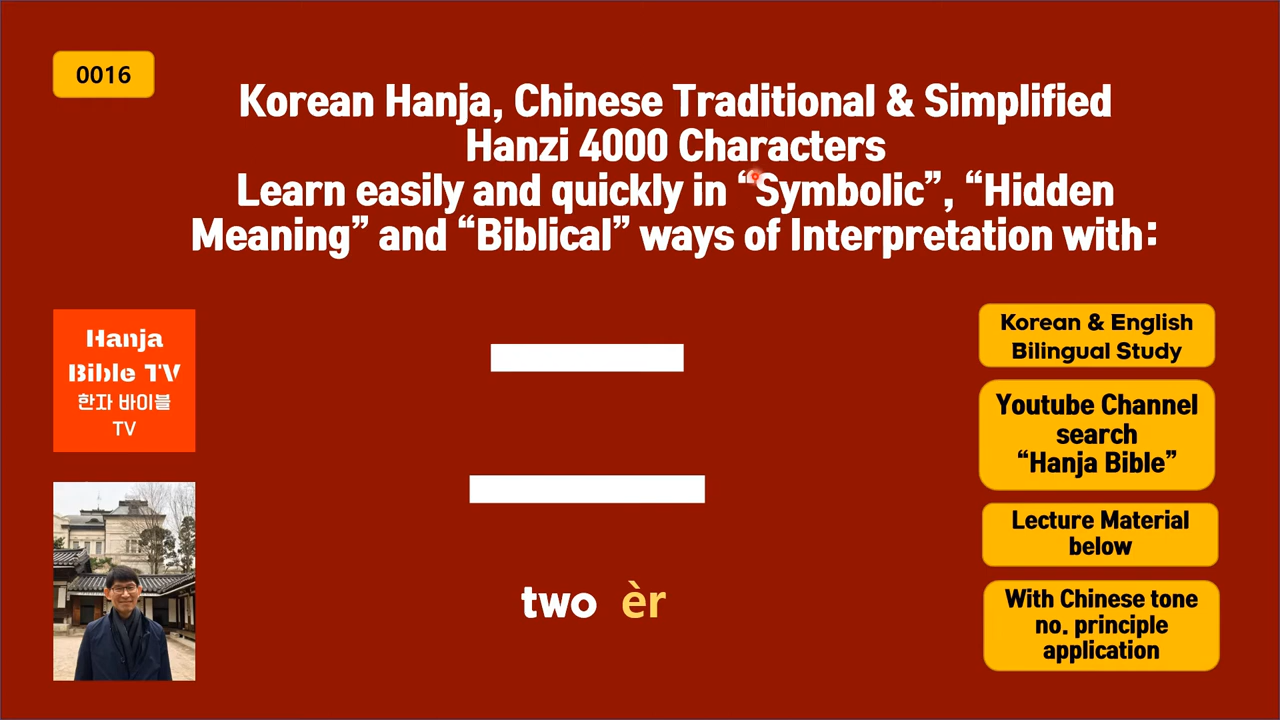 0016
Korean Hanja, Chinese Traditional & Simplified
Hanzi 4000 Characters
Learn easily and quickly in “Symbolic”, “Hidden
Meaning” and “Biblical” ways of Interpretation with:
Hanja
Bible TV
한자 바이블
TV
二
two èr
Korean & English
Bilingual Study
Youtube Channel
search
“Hanja Bible”
Lecture Material
below
With Chinese tone
no. principle
application